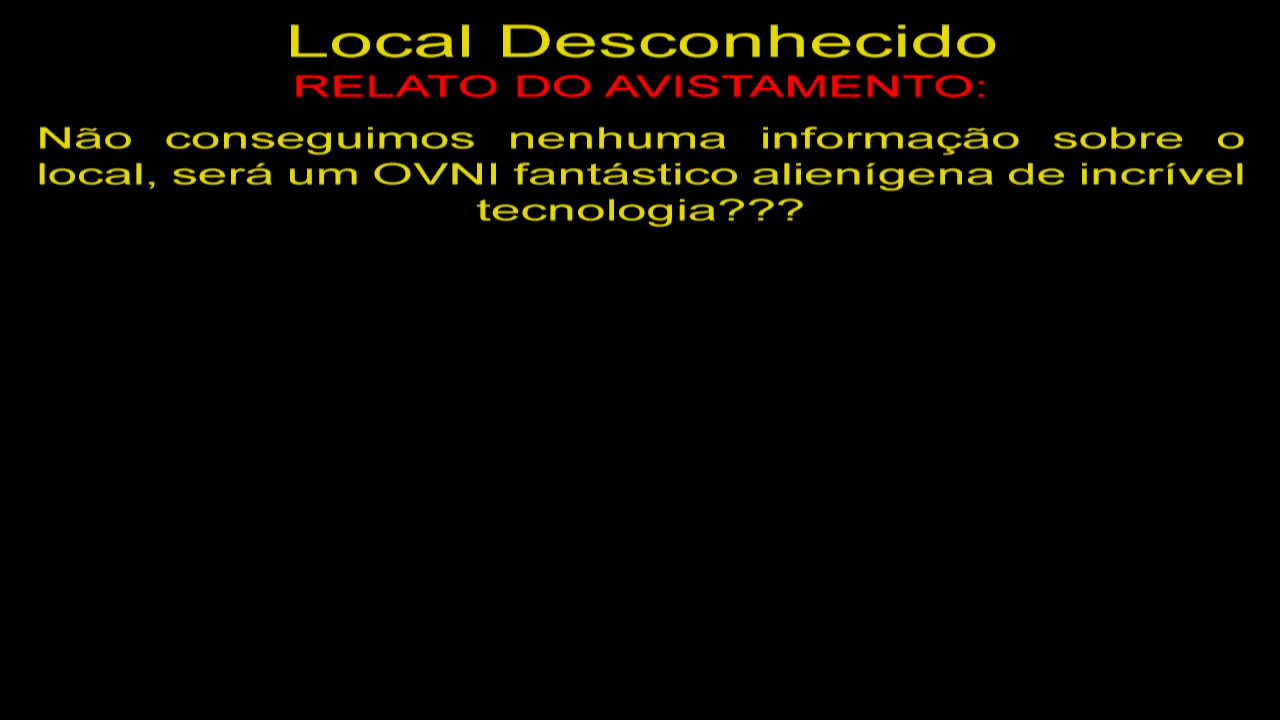 Local Desconhecido
RELATO DO AVISTAMENTO:
Não conseguimos nenhuma informação sobre o
local, será um OVNI fantástico alienígena de incrível
tecnologia???